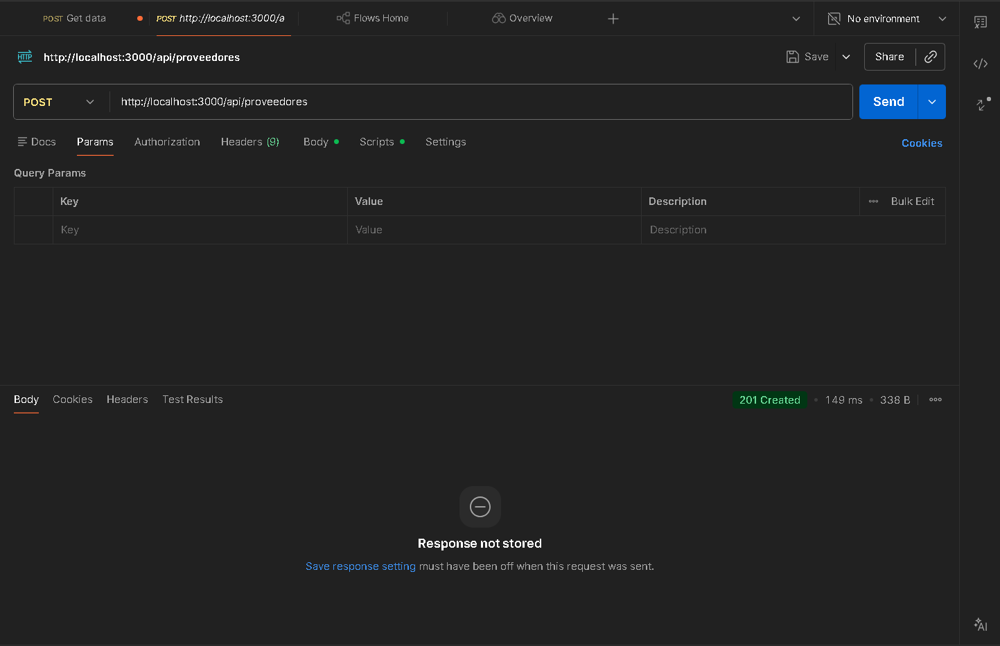 POST Get data
POST http://localhost:3000/a
Flows Home
Overview
No environment
HTTP http://localhost:3000/api/proveedores
Save
Share
POST
http://localhost:3000/api/proveedores
Send
Docs
Params
Authorization
Headers (9)
Body
Scripts
Settings
Cookies
Query Params
Key Value Description Bulk Edit
Key Value Description
Body
Cookies
Headers
Test Results
201 Created • 149 ms • 338 B
Response not stored
Save response setting must have been off when this request was sent.
AI